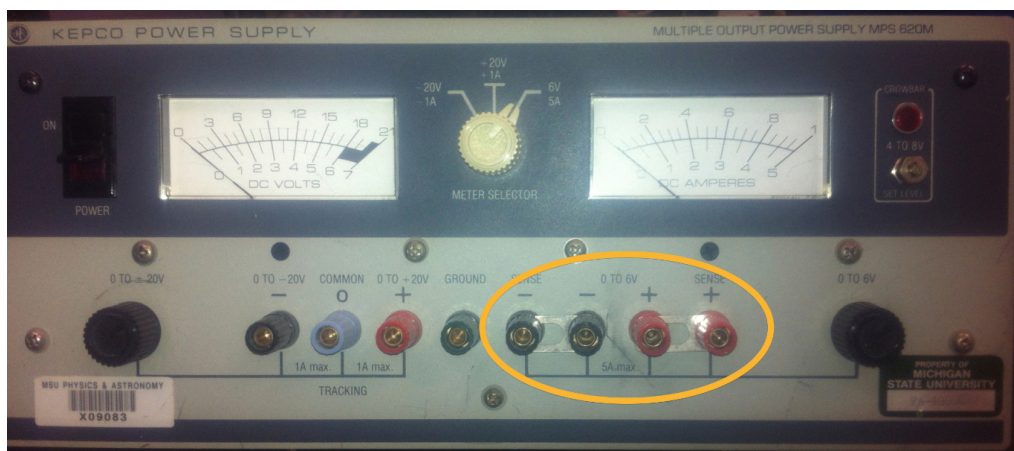 KEPCO POWER SUPPLY
MULTIPLE OUTPUT POWER SUPPLY MPS 620M
ON
POWER
0 3 6 9 12 15 18 21
0 1 2 3 4 5 6 7
DC VOLTS
-20V
-1A
-20V
+1A
6V
5A
METER SELECTOR
0 .2 .4 .6 .8 1
0 1 2 3 4 5
DC AMPERES
CROWBAR
4 TO 8V
SET LEVEL
0 TO ±20V
0 TO -20V
−
COMMON
O
0 TO +20V
+
GROUND
SENSE
−
−
0 TO 6V
+
SENSE
+
0 TO 6V
1A max.
1A max.
TRACKING
5A max.
MSU PHYSICS & ASTRONOMY
X09083
PROPERTY OF
MICHIGAN
STATE UNIVERSITY